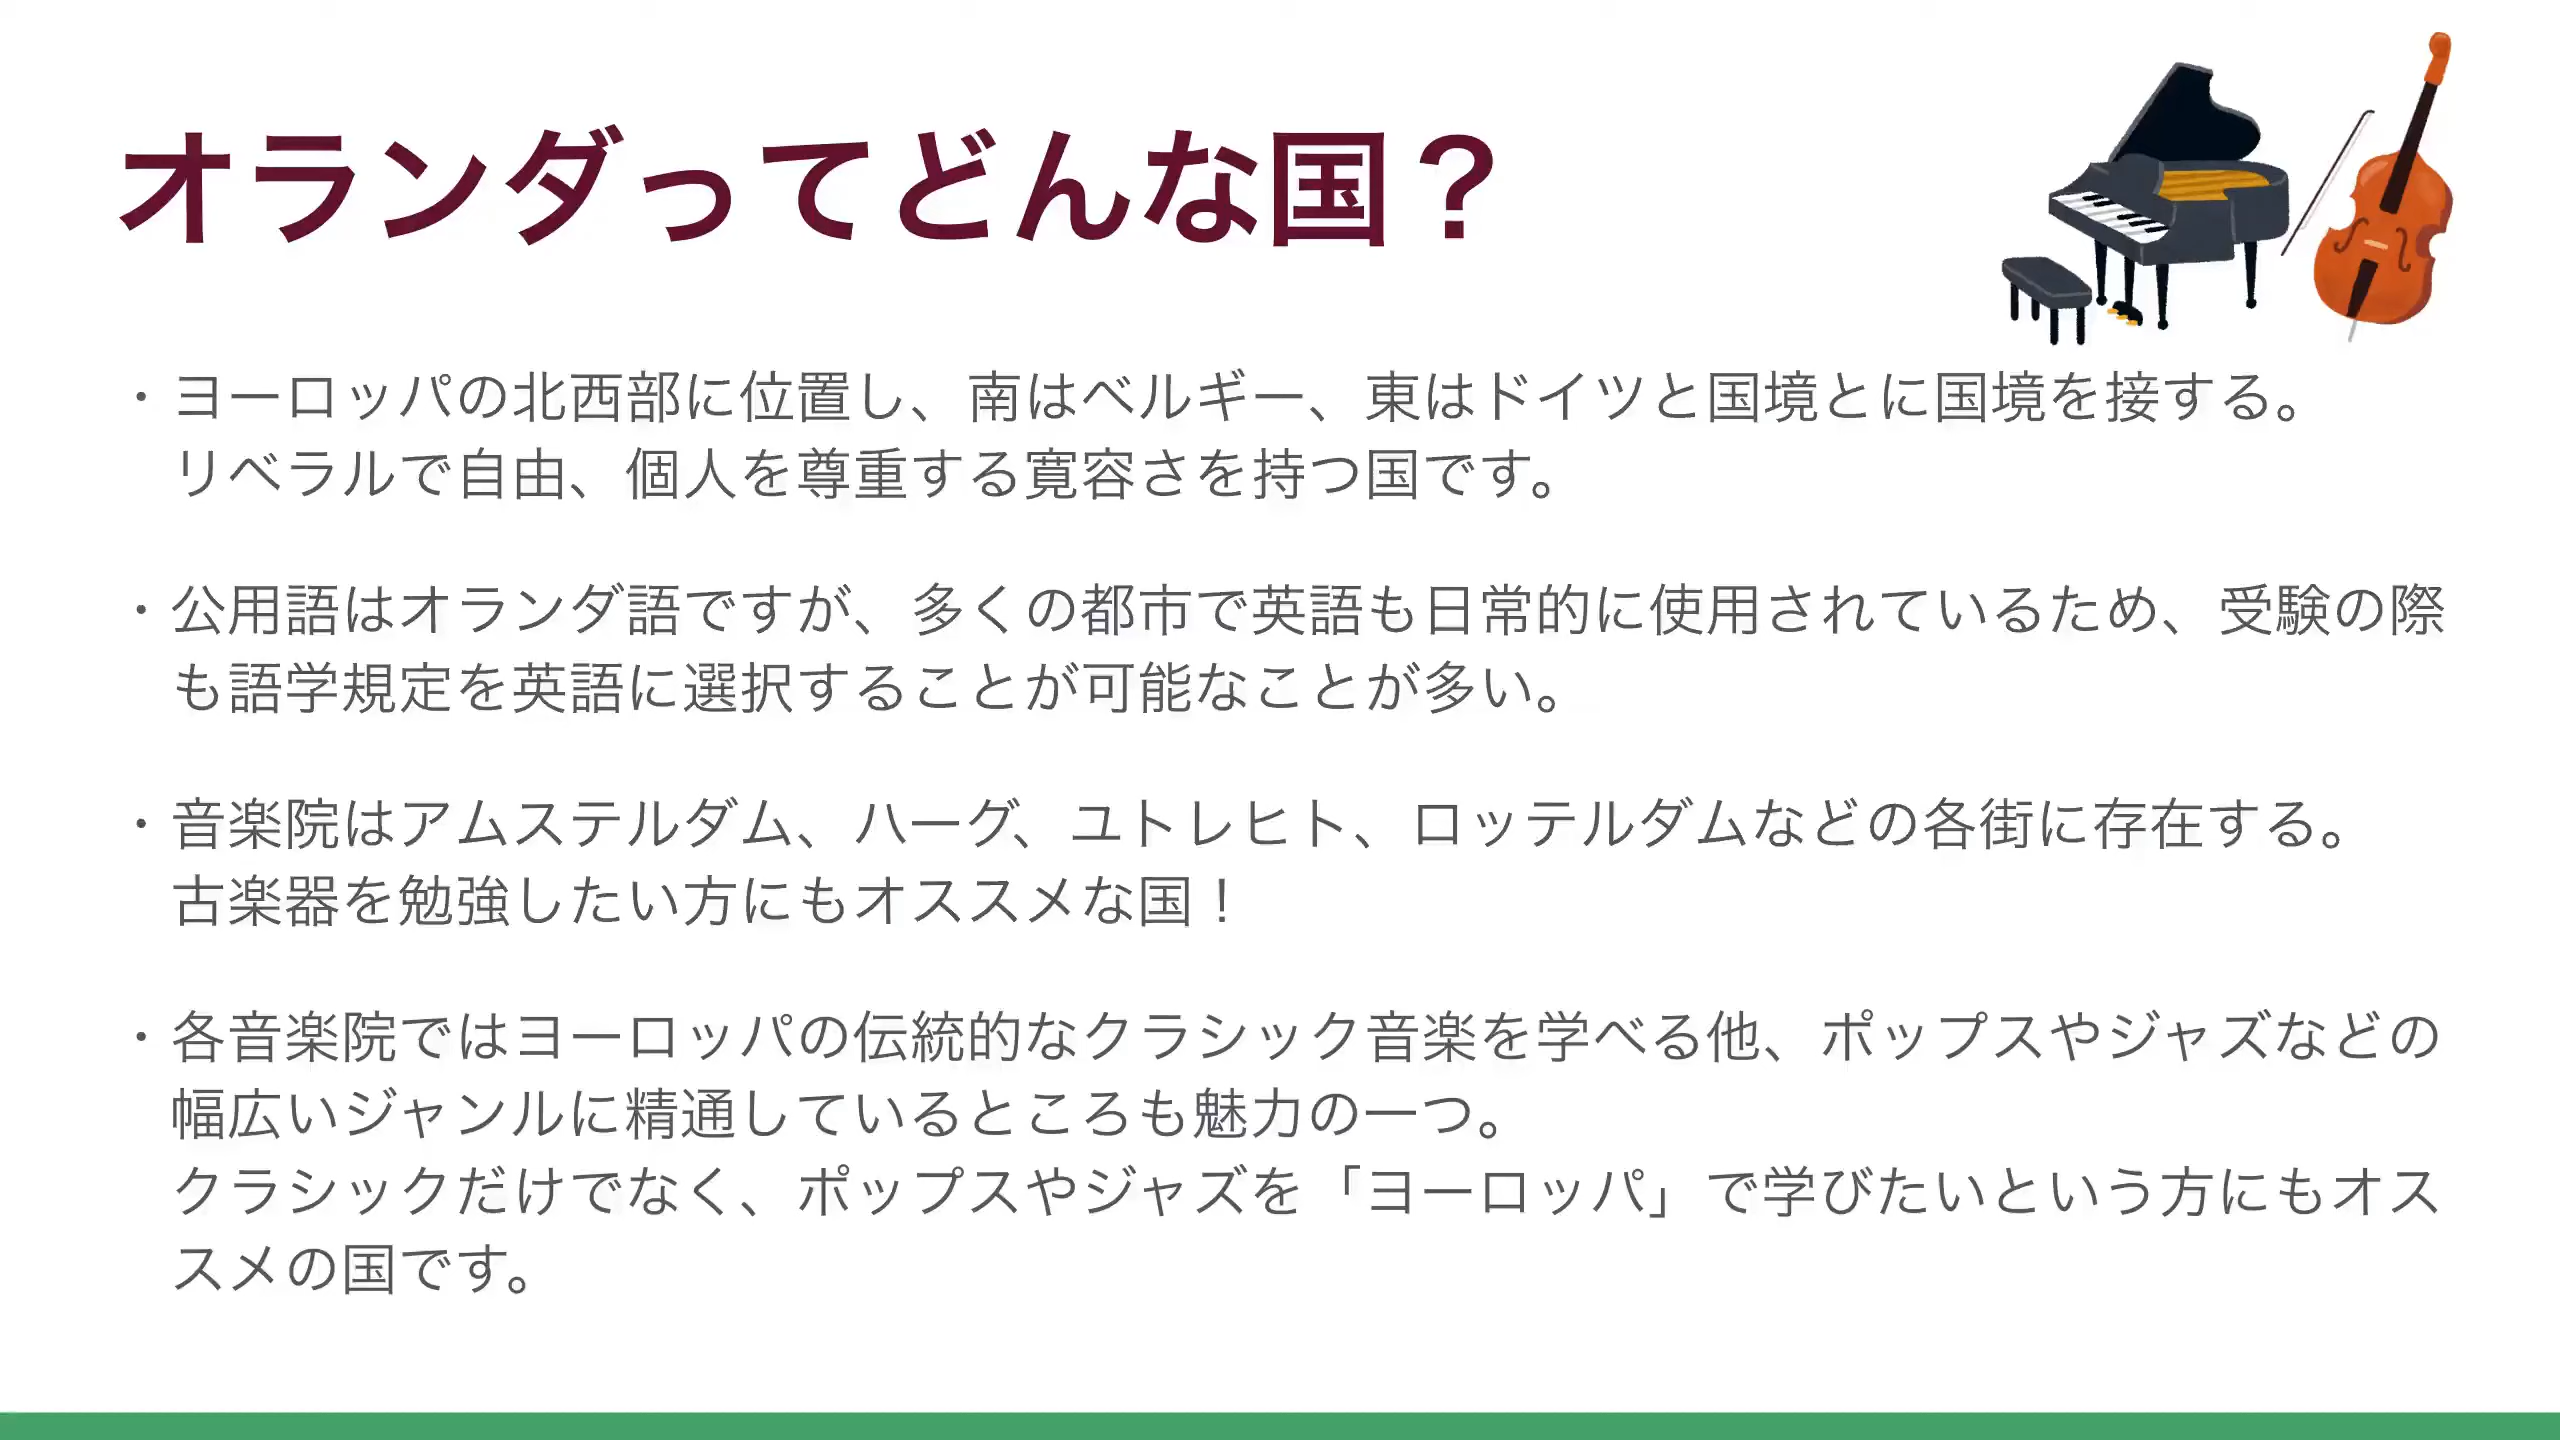 オランダってどんな国？
・ヨーロッパの北西部に位置し、南はベルギー、東はドイツと国境とに国境を接する。
リベラルで自由、個人を尊重する寛容さを持つ国です。
・公用語はオランダ語ですが、多くの都市で英語も日常的に使用されているため、受験の際
も語学規定を英語に選択することが可能なことが多い。
・音楽院はアムステルダム、ハーグ、ユトレヒト、ロッテルダムなどの各街に存在する。
古楽器を勉強したい方にもオススメな国！
・各音楽院ではヨーロッパの伝統的なクラシック音楽を学べる他、ポップスやジャズなどの
幅広いジャンルに精通しているところも魅力の一つ。
クラシックだけでなく、ポップスやジャズを「ヨーロッパ」で学びたいという方にもオス
スメの国です。